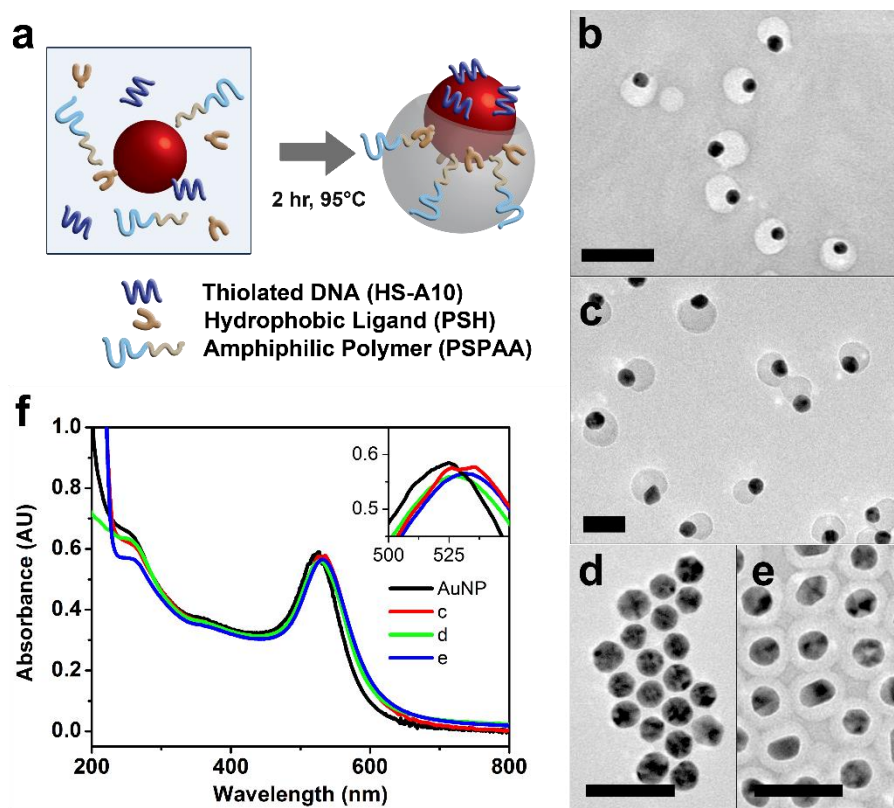 a
2 hr, 95°C
Thiolated DNA (HS-A10)
Hydrophobic Ligand (PSH)
Amphiphilic Polymer (PSPAA)
b
c
d
e
f
1.0
0.8
0.6
0.4
0.2
0.0
Absorbance (AU)
200
400
600
800
Wavelength (nm)
0.6
0.5
500
525
AuNP
c
d
e